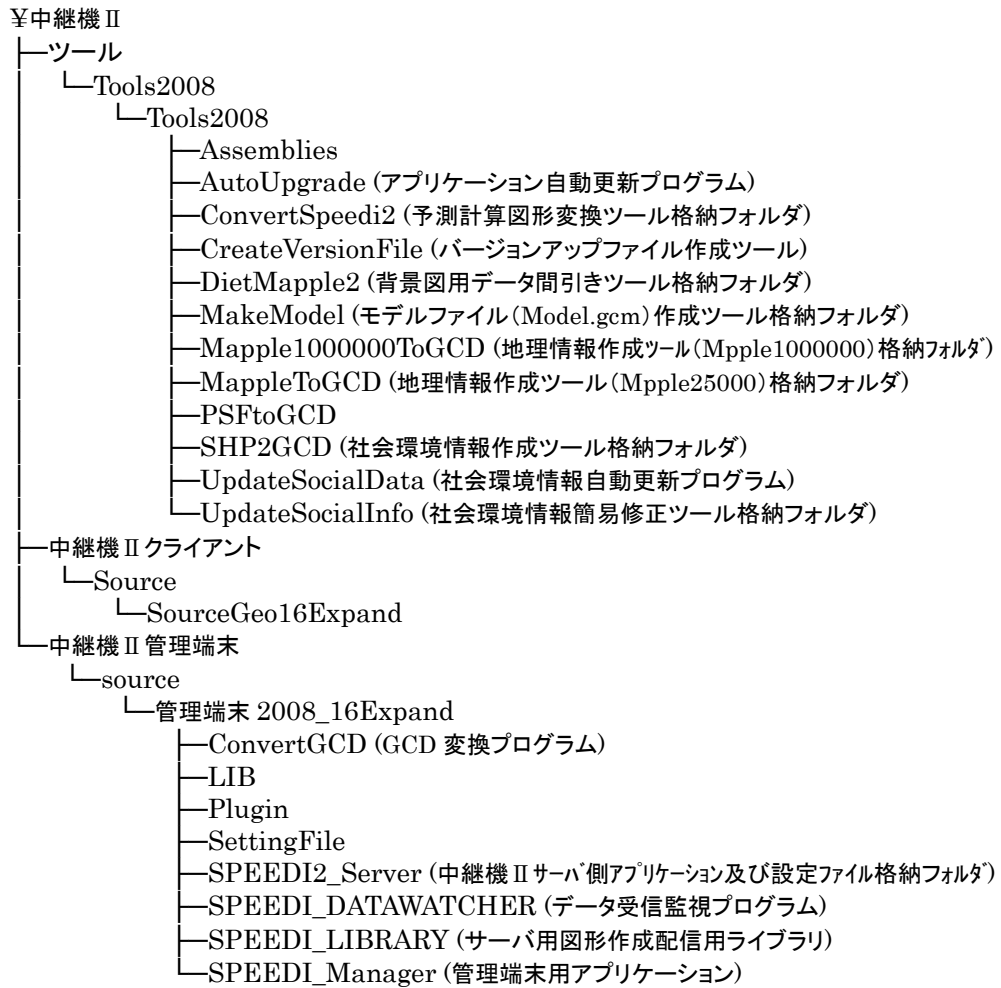 ¥中継機Ⅱ
├─ツール
│ └─Tools2008
│ └─Tools2008
│ ├─Assemblies
│ ├─AutoUpgrade (アプリケーション自動更新プログラム)
│ ├─ConvertSpeedi2 (予測計算図形変換ツール格納フォルダ)
│ ├─CreateVersionFile (バージョンアップファイル作成ツール)
│ ├─DietMapple2 (背景図用データ間引きツール格納フォルダ)
│ ├─MakeModel (モデルファイル(Model.gcm)作成ツール格納フォルダ)
│ ├─Mapple1000000ToGCD (地理情報作成ツール(Mpple1000000)格納フォルダ)
│ ├─MappleToGCD (地理情報作成ツール(Mpple25000)格納フォルダ)
│ ├─PSFtoGCD
│ ├─SHP2GCD (社会環境情報作成ツール格納フォルダ)
│ ├─UpdateSocialData (社会環境情報自動更新プログラム)
│ └─UpdateSocialInfo (社会環境情報簡易修正ツール格納フォルダ)
├─中継機Ⅱクライアント
│ └─Source
│ └─SourceGeo16Expand
└─中継機Ⅱ管理端末
└─source
└─管理端末 2008_16Expand
├─ConvertGCD (GCD 変換プログラム)
├─LIB
├─Plugin
├─SettingFile
├─SPEEDI2_Server (中継機Ⅱサーバ側アプリケーション及び設定ファイル格納フォルダ)
├─SPEEDI_DATAWATCHER (データ受信監視プログラム)
├─SPEEDI_LIBRARY (サーバ用図形作成配信用ライブラリ)
└─SPEEDI_Manager (管理端末用アプリケーション)